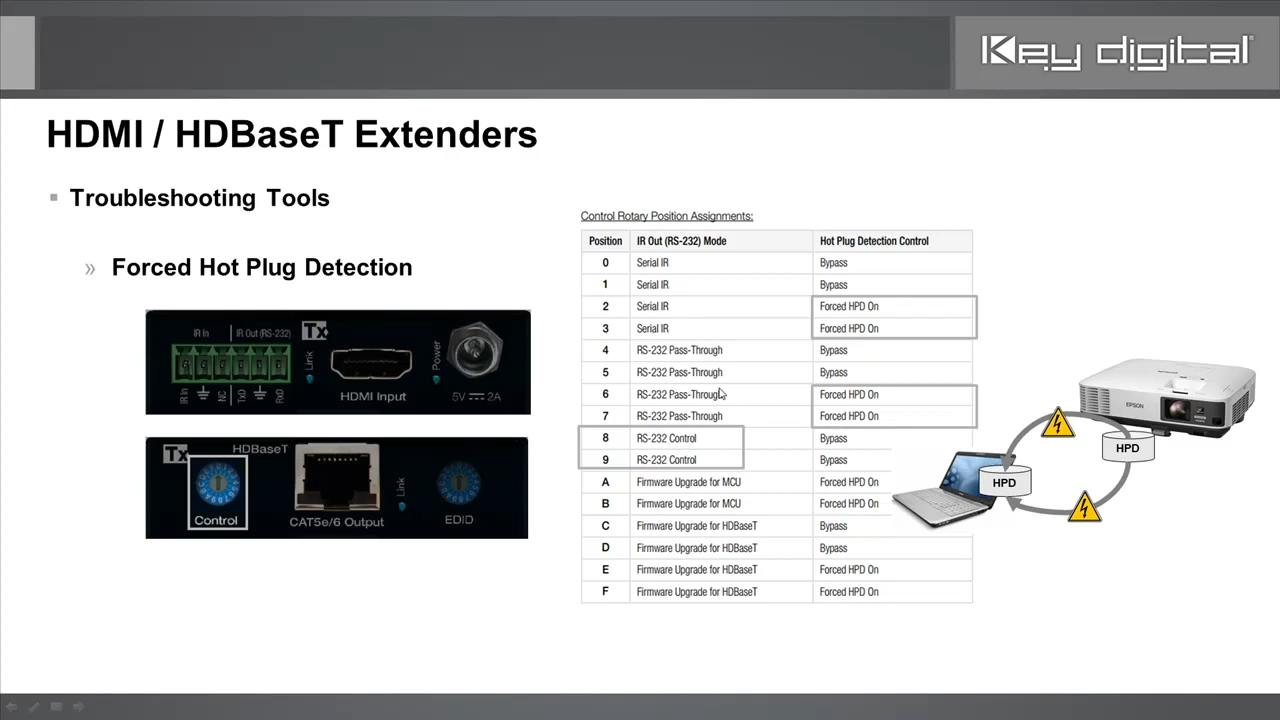 Key digital
HDMI / HDBaseT Extenders
Troubleshooting Tools
» Forced Hot Plug Detection
Control Rotary Position Assignments:
Position IR Out (RS-232) Mode Hot Plug Detection Control
0 Serial IR Bypass
1 Serial IR Bypass
2 Serial IR Forced HPD On
3 Serial IR Forced HPD On
4 RS-232 Pass-Through Bypass
5 RS-232 Pass-Through Bypass
6 RS-232 Pass-Through Forced HPD On
7 RS-232 Pass-Through Forced HPD On
8 RS-232 Control Bypass
9 RS-232 Control Bypass
A Firmware Upgrade for MCU Forced HPD On
B Firmware Upgrade for MCU Forced HPD On
C Firmware Upgrade for HDBaseT Bypass
D Firmware Upgrade for HDBaseT Bypass
E Firmware Upgrade for HDBaseT Forced HPD On
F Firmware Upgrade for HDBaseT Forced HPD On
IR In IR Out (RS-232) Tx
Link
Power
IR In NC TxD RxD
HDMI Input
5V 2A
Tx HDBaseT
Link
Control CAT5e/6 Output EDID
EPSON
HPD
HPD